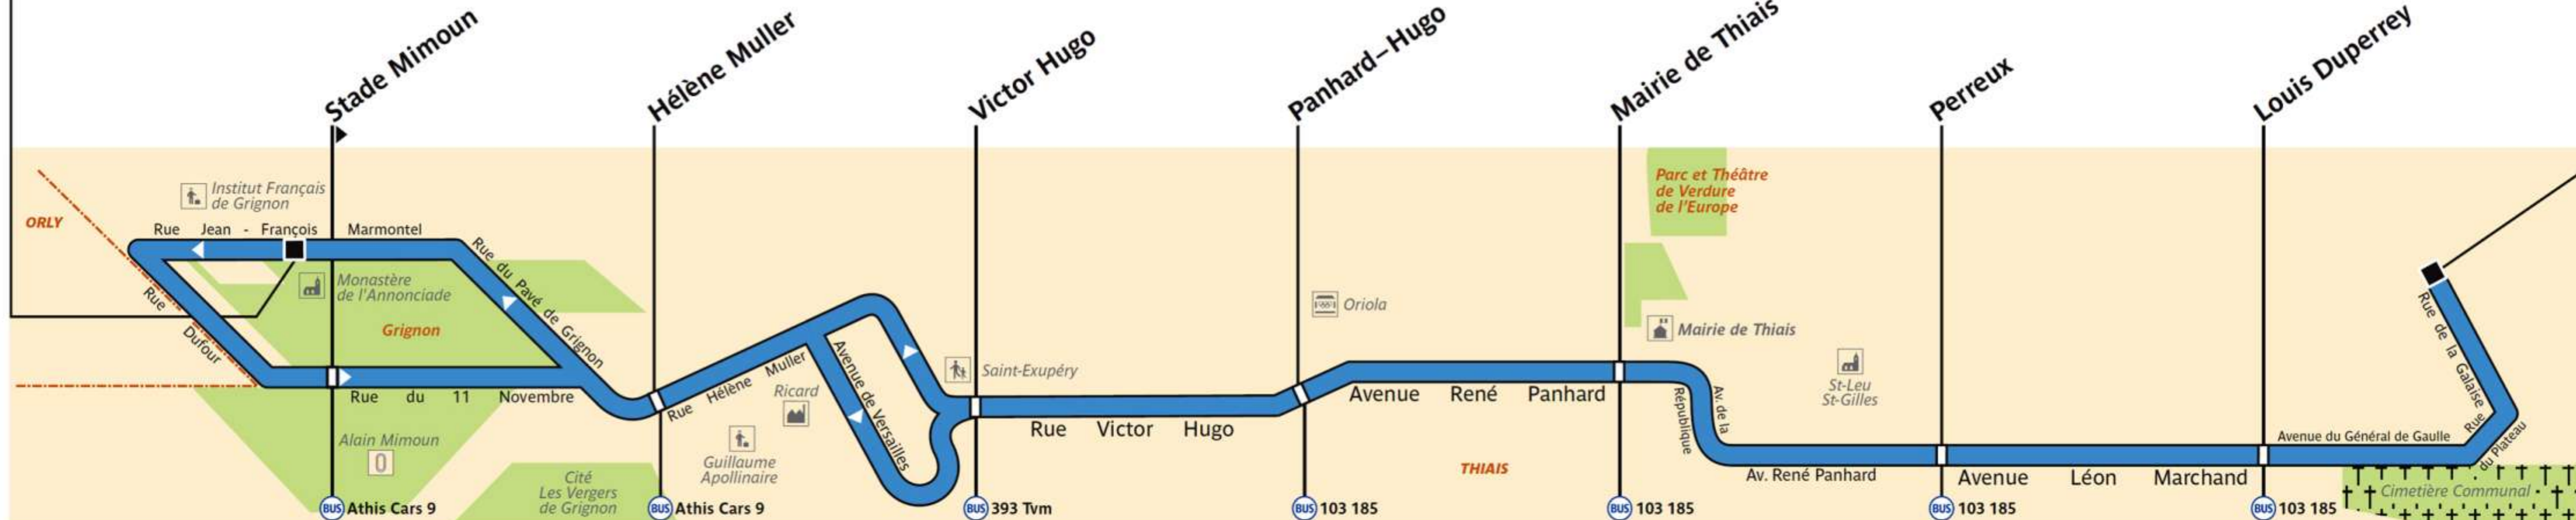 Stade Mimoun
Hélène Muller
Victor Hugo
Panhard–Hugo
Mairie de Thiais
Perreux
Louis Duperrey
ORLY
Institut Français
de Grignon
Rue Jean - François Marmontel
Monastère
de l'Annonciade
Rue du Pavé de Grignon
Grignon
Rue Dufour
Rue du 11 Novembre
Alain Mimoun
Cité
Les Vergers
de Grignon
Rue Hélène Muller
Ricard
Guillaume
Apollinaire
Avenue de Versailles
Saint-Exupéry
Rue Victor Hugo
Oriola
Avenue René Panhard
THIAIS
Parc et Théâtre
de Verdure
de l'Europe
Mairie de Thiais
Av. de la
République
St-Leu
St-Gilles
Av. René Panhard
Avenue Léon Marchand
Avenue du Général de Gaulle
Rue de la Galaise
Rue
du Plateau
Cimetière Communal
BUS Athis Cars 9
BUS Athis Cars 9
BUS 393 Tvm
BUS 103 185
BUS 103 185
BUS 103 185
BUS 103 185